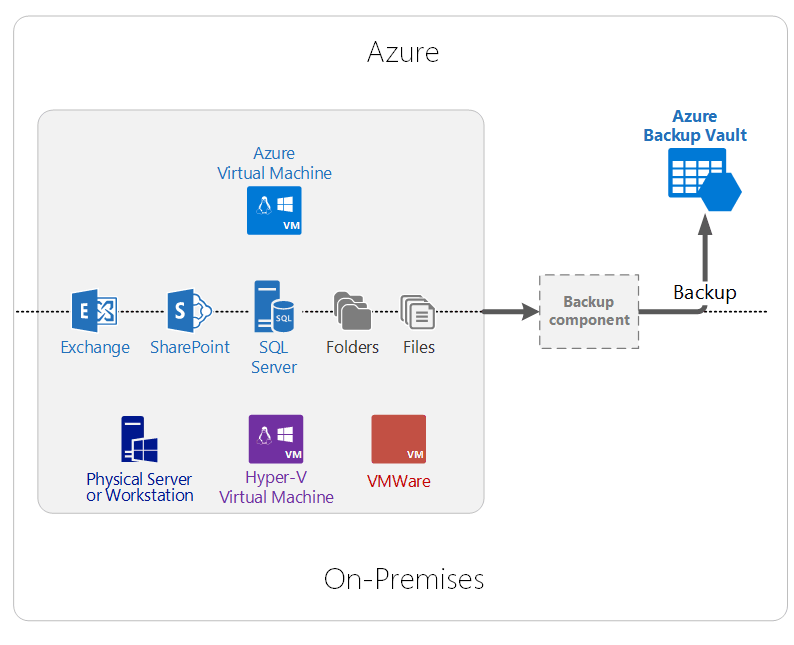 Azure
Azure
Backup Vault
Azure
Virtual Machine
VM
Backup
E
S
SQL
Backup
component
Exchange
SharePoint
SQL
Server
Folders
Files
VM
VM
Physical Server
or Workstation
Hyper-V
Virtual Machine
VMWare
On-Premises